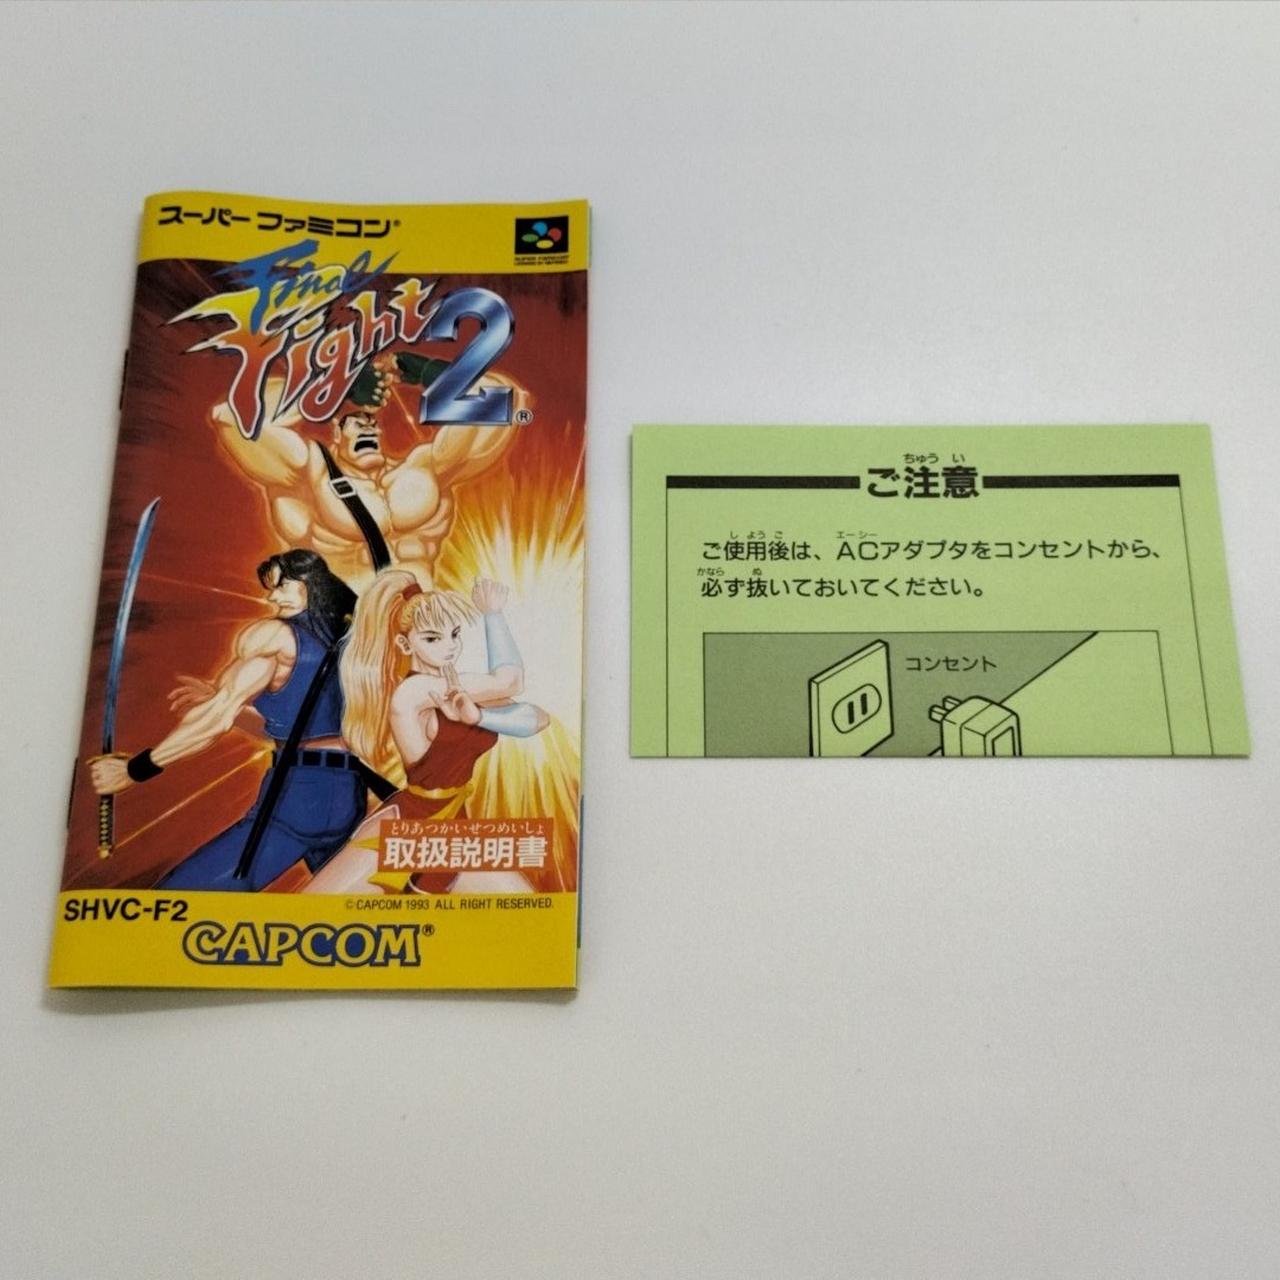 スーパーファミコン®
SUPER FAMICOM
Final
Fight 2®
とりあつかいせつめいしょ
取扱説明書
SHVC-F2
©CAPCOM 1993 ALL RIGHT RESERVED.
CAPCOM®
ちゅうい
ご注意
しようご エーシー
ご使用後は、ACアダプタをコンセントから、
かなら ぬ
必ず抜いておいてください。
コンセント